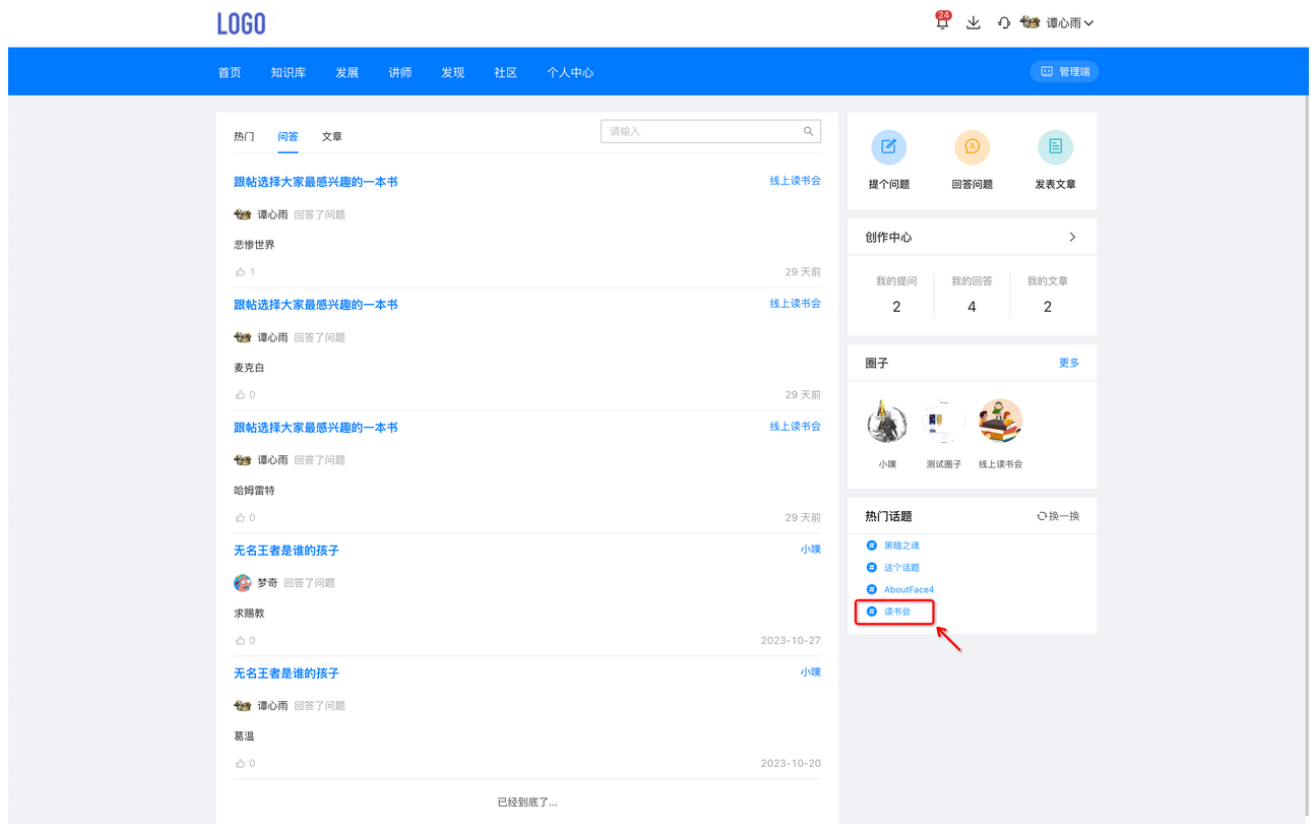 LOGO
24
谭心雨
首页 知识库 发展 讲师 发现 社区 个人中心
管理端
热门 问答 文章
请输入
跟帖选择大家最感兴趣的一本书 线上读书会
谭心雨 回答了问题
悲惨世界
1 29 天前
跟帖选择大家最感兴趣的一本书 线上读书会
谭心雨 回答了问题
麦克白
0 29 天前
跟帖选择大家最感兴趣的一本书 线上读书会
谭心雨 回答了问题
哈姆雷特
0 29 天前
无名王者是谁的孩子 小噗
梦奇 回答了问题
求赐教
0 2023-10-27
无名王者是谁的孩子 小噗
谭心雨 回答了问题
葛温
0 2023-10-20
已经到底了...
提个问题 回答问题 发表文章
创作中心
我的提问 我的回答 我的文章
2 4 2
圈子 更多
小噗 测试圈子 线上读书会
热门话题 换一换
# 黑暗之魂
# 这个话题
# AboutFace4
# 读书会